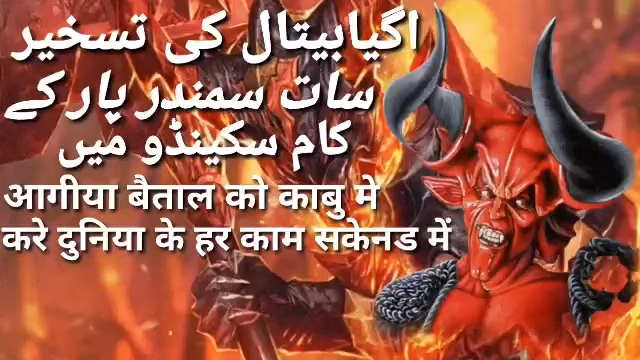 اگیابیتال کی تسخیر
سات سمندر پار کے
کام سکینڈو میں
आगीया बैताल को काबु मे
करे दुनिया के हर काम सकेनड में